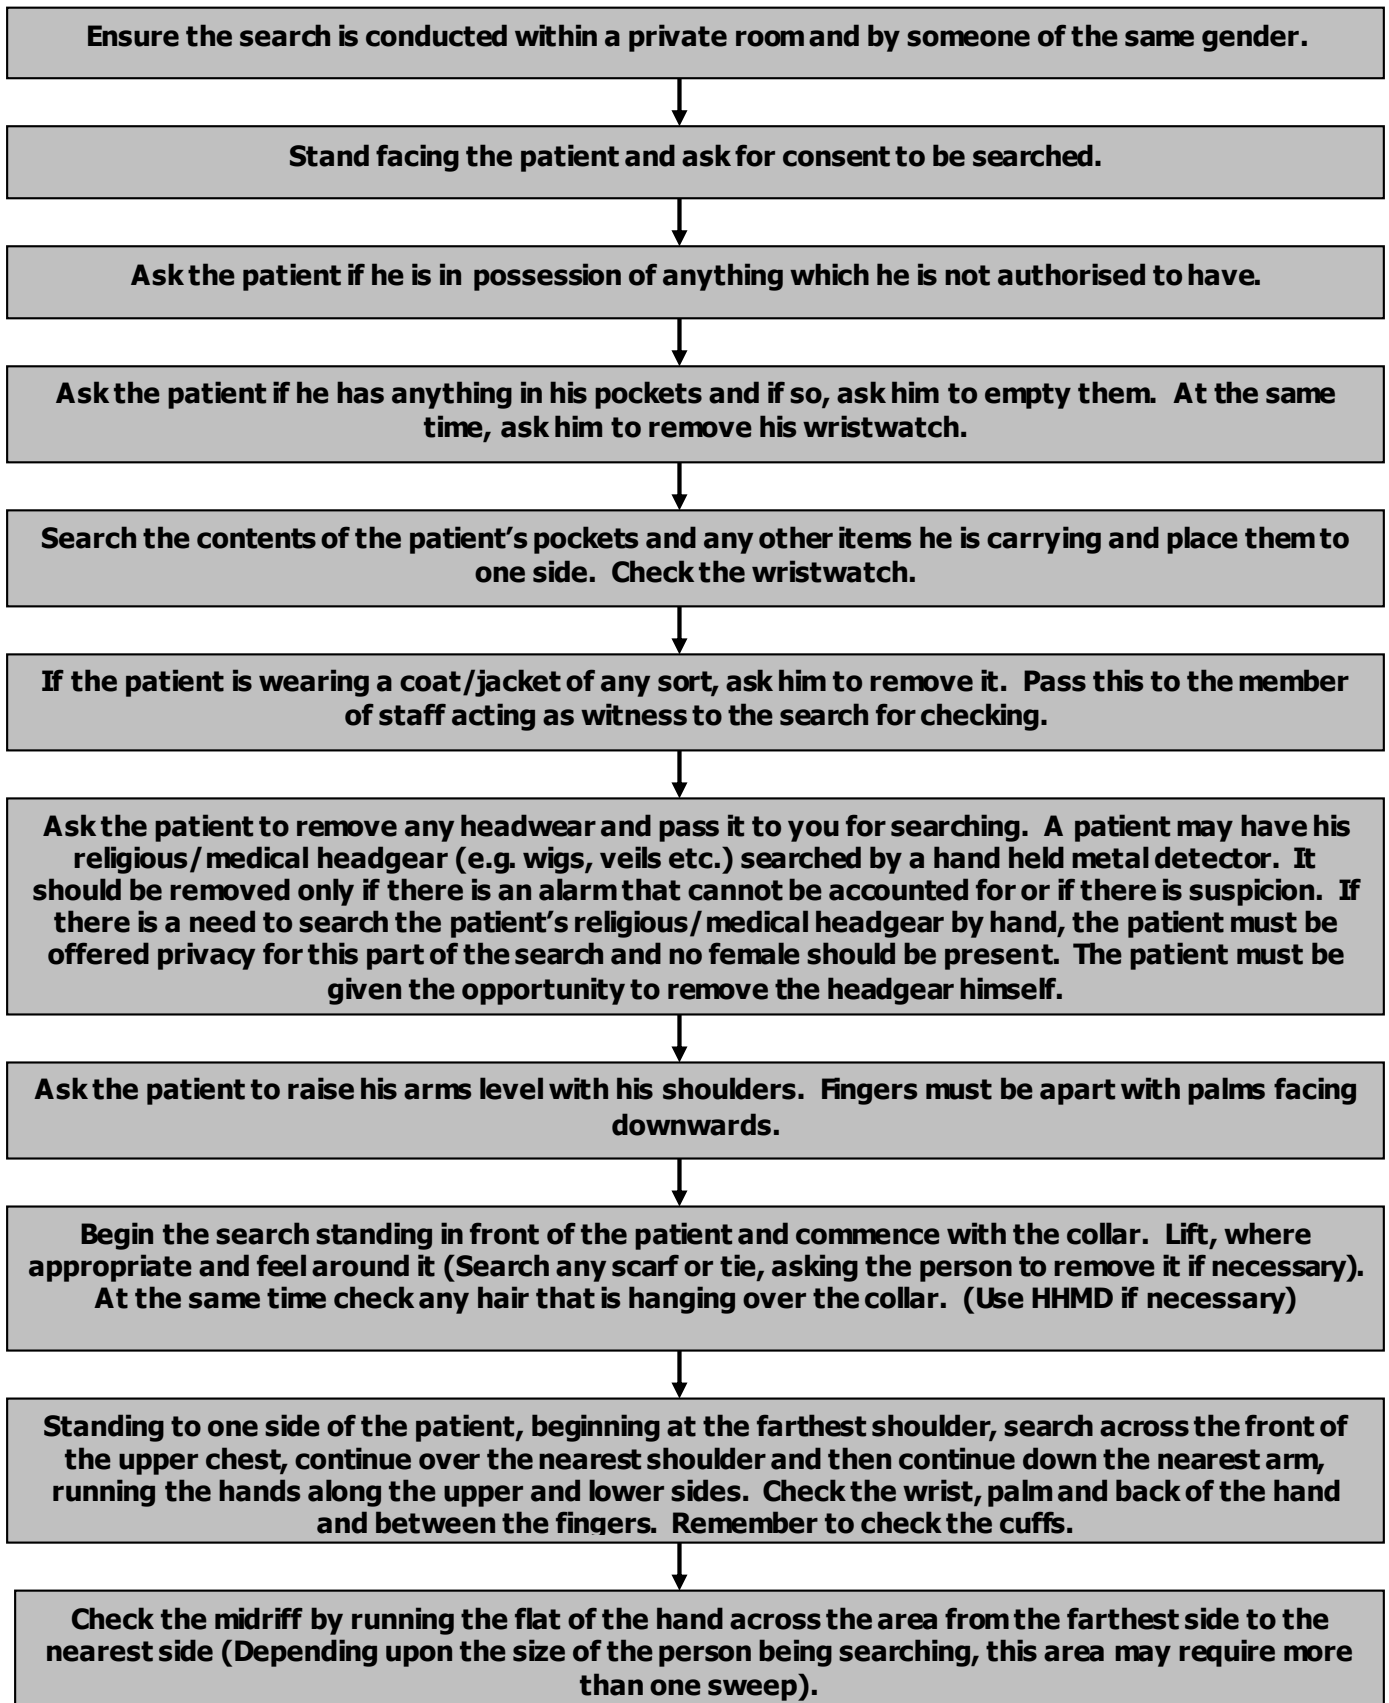 Ensure the search is conducted within a private room and by someone of the same gender.
Stand facing the patient and ask for consent to be searched.
Ask the patient if he is in possession of anything which he is not authorised to have.
Ask the patient if he has anything in his pockets and if so, ask him to empty them. At the same
time, ask him to remove his wristwatch.
Search the contents of the patient’s pockets and any other items he is carrying and place them to
one side. Check the wristwatch.
If the patient is wearing a coat/jacket of any sort, ask him to remove it. Pass this to the member
of staff acting as witness to the search for checking.
Ask the patient to remove any headwear and pass it to you for searching. A patient may have his
religious/medical headgear (e.g. wigs, veils etc.) searched by a hand held metal detector. It
should be removed only if there is an alarm that cannot be accounted for or if there is suspicion. If
there is a need to search the patient’s religious/medical headgear by hand, the patient must be
offered privacy for this part of the search and no female should be present. The patient must be
given the opportunity to remove the headgear himself.
Ask the patient to raise his arms level with his shoulders. Fingers must be apart with palms facing
downwards.
Begin the search standing in front of the patient and commence with the collar. Lift, where
appropriate and feel around it (Search any scarf or tie, asking the person to remove it if necessary).
At the same time check any hair that is hanging over the collar. (Use HHMD if necessary)
Standing to one side of the patient, beginning at the farthest shoulder, search across the front of
the upper chest, continue over the nearest shoulder and then continue down the nearest arm,
running the hands along the upper and lower sides. Check the wrist, palm and back of the hand
and between the fingers. Remember to check the cuffs.
Check the midriff by running the flat of the hand across the area from the farthest side to the
nearest side (Depending upon the size of the person being searching, this area may require more
than one sweep).